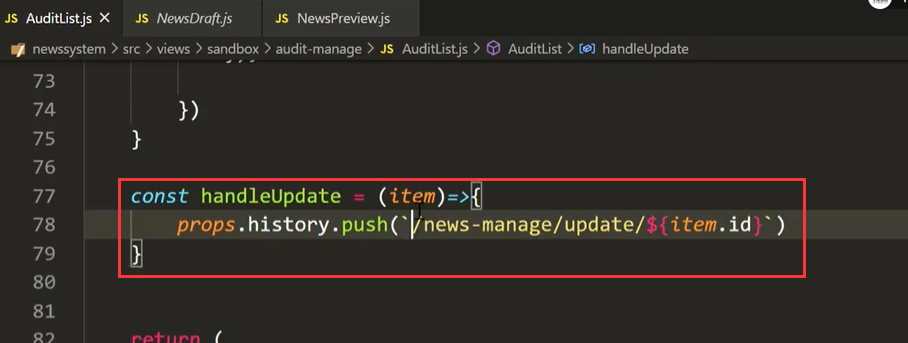 JS AuditList.js ×
JS NewsDraft.js
JS NewsPreview.js
newssystem > src > views > sandbox > audit-manage > JS AuditList.js > AuditList > handleUpdate
73
74 })
75 }
76
77 const handleUpdate = (item)=>{
78 props.history.push(`/news-manage/update/${item.id}`)
79 }
80
81
82 return (